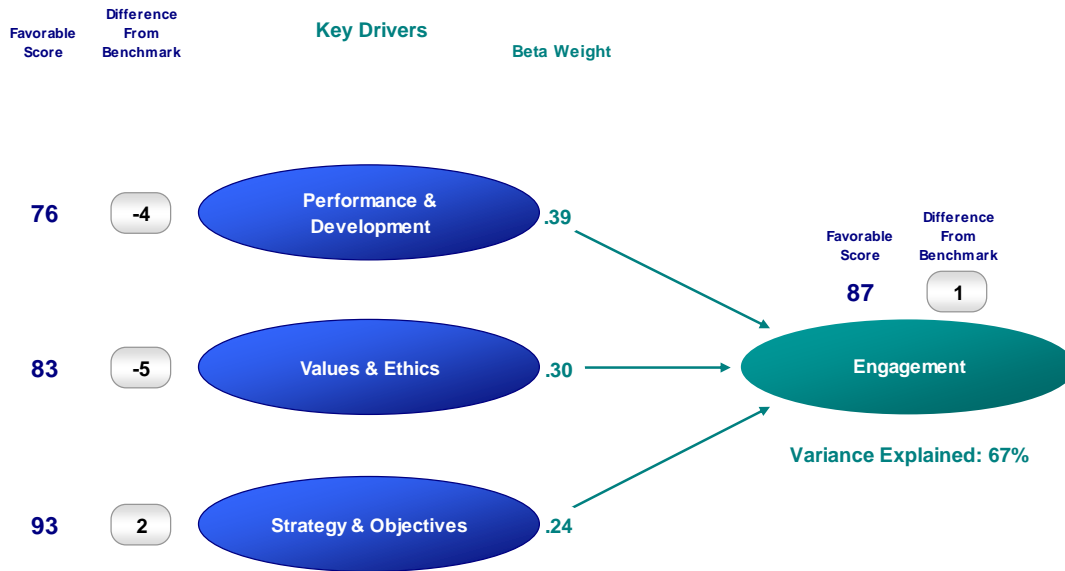 Favorable
Score
Difference
From
Benchmark
Key Drivers
Beta Weight
76
-4
Performance &
Development
.39
Favorable
Score
Difference
From
Benchmark
87
1
83
-5
Values & Ethics
.30
Engagement
Variance Explained: 67%
93
2
Strategy & Objectives
.24